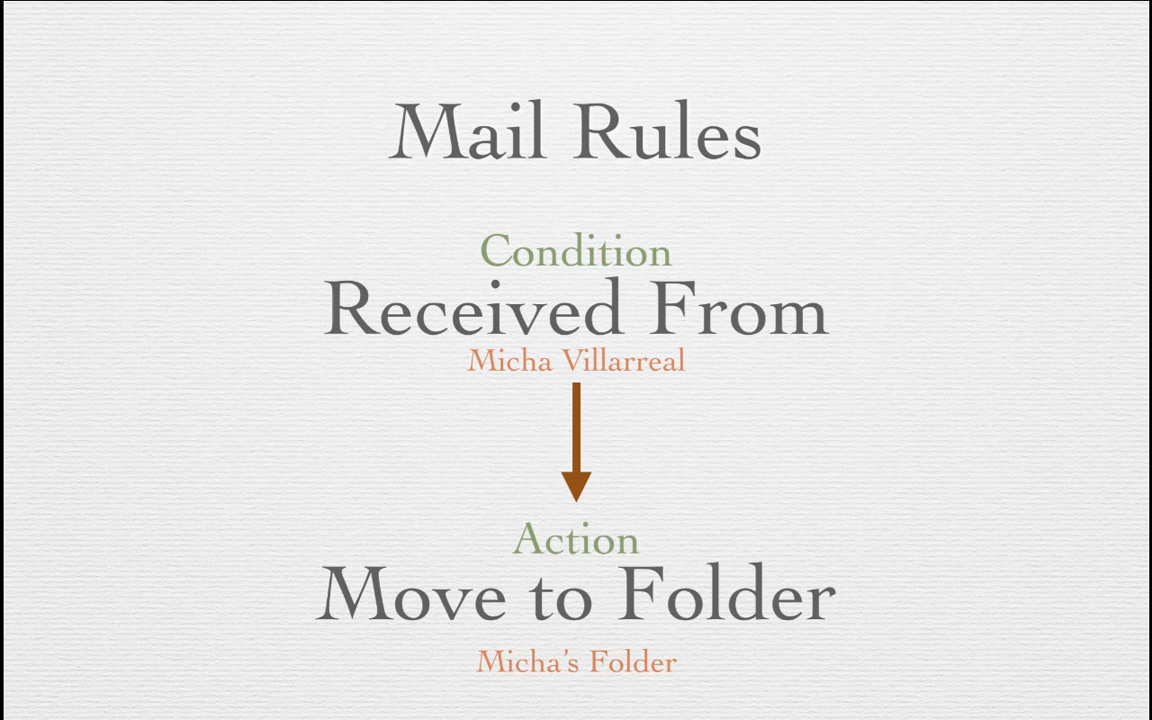 Mail Rules
Condition
Received From
Micha Villarreal
Action
Move to Folder
Micha's Folder